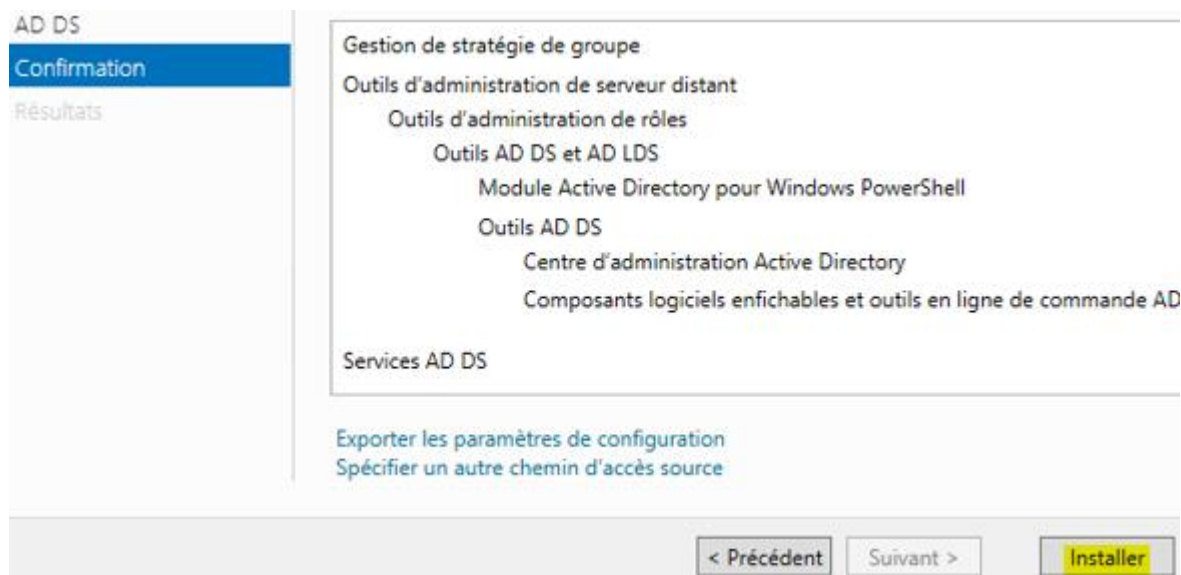 AD DS
Confirmation
Résultats
Gestion de stratégie de groupe
Outils d'administration de serveur distant
Outils d'administration de rôles
Outils AD DS et AD LDS
Module Active Directory pour Windows PowerShell
Outils AD DS
Centre d'administration Active Directory
Composants logiciels enfichables et outils en ligne de commande AD
Services AD DS
Exporter les paramètres de configuration
Spécifier un autre chemin d'accès source
< Précédent Suivant > Installer